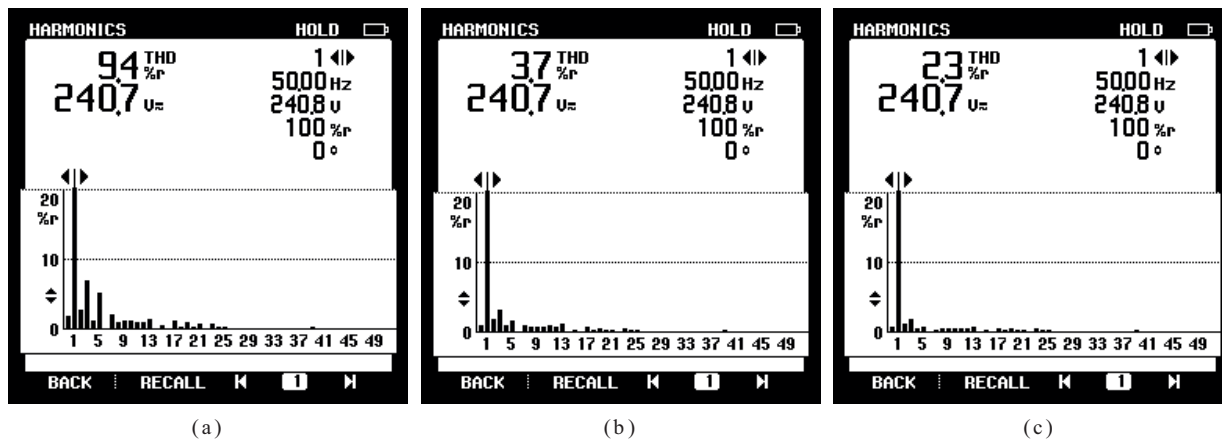 HARMONICS HOLD
9.4 THD %r 1
240.7 V≂ 50.00 Hz
240.8 V
100 %r
0 °
20
%r
10
0
1 5 9 13 17 21 25 29 33 37 41 45 49
BACK RECALL 1
(a)
HARMONICS HOLD
3.7 THD %r 1
240.7 V≂ 50.00 Hz
240.8 V
100 %r
0 °
20
%r
10
0
1 5 9 13 17 21 25 29 33 37 41 45 49
BACK RECALL 1
(b)
HARMONICS HOLD
2.3 THD %r 1
240.7 V≂ 50.00 Hz
240.8 V
100 %r
0 °
20
%r
10
0
1 5 9 13 17 21 25 29 33 37 41 45 49
BACK RECALL 1
(c)